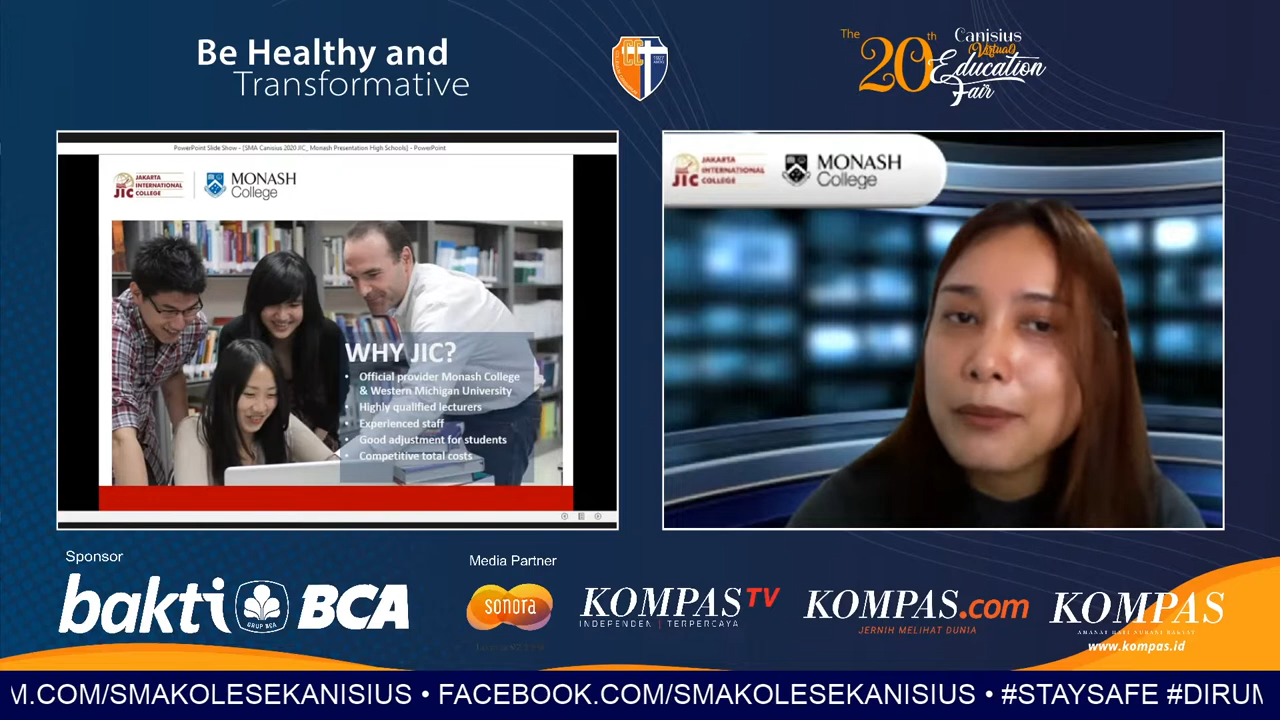 Be Healthy and
Transformative
CC
1927
The 20th Canisius
(Virtual)
Education
Fair
PowerPoint Slide Show - [SMA Canisius 2020 JIC_ Monash Presentation High Schools] - PowerPoint
JIC JAKARTA
INTERNATIONAL
COLLEGE
MONASH
College
WHY JIC?
• Official provider Monash College
& Western Michigan University
• Highly qualified lecturers
• Experienced staff
• Good adjustment for students
• Competitive total costs
JIC JAKARTA
INTERNATIONAL
COLLEGE
MONASH
College
Sponsor
bakti BCA
GRUP BCA
Media Partner
sonora
KOMPAS TV
INDEPENDEN | TERPERCAYA
KOMPAS.com
JERNIH MELIHAT DUNIA
KOMPAS
AMANAT HATI NURANI RAKYAT
www.kompas.id
M.COM/SMAKOLESEKANISIUS • FACEBOOK.COM/SMAKOLESEKANISIUS • #STAYSAFE #DIRUM